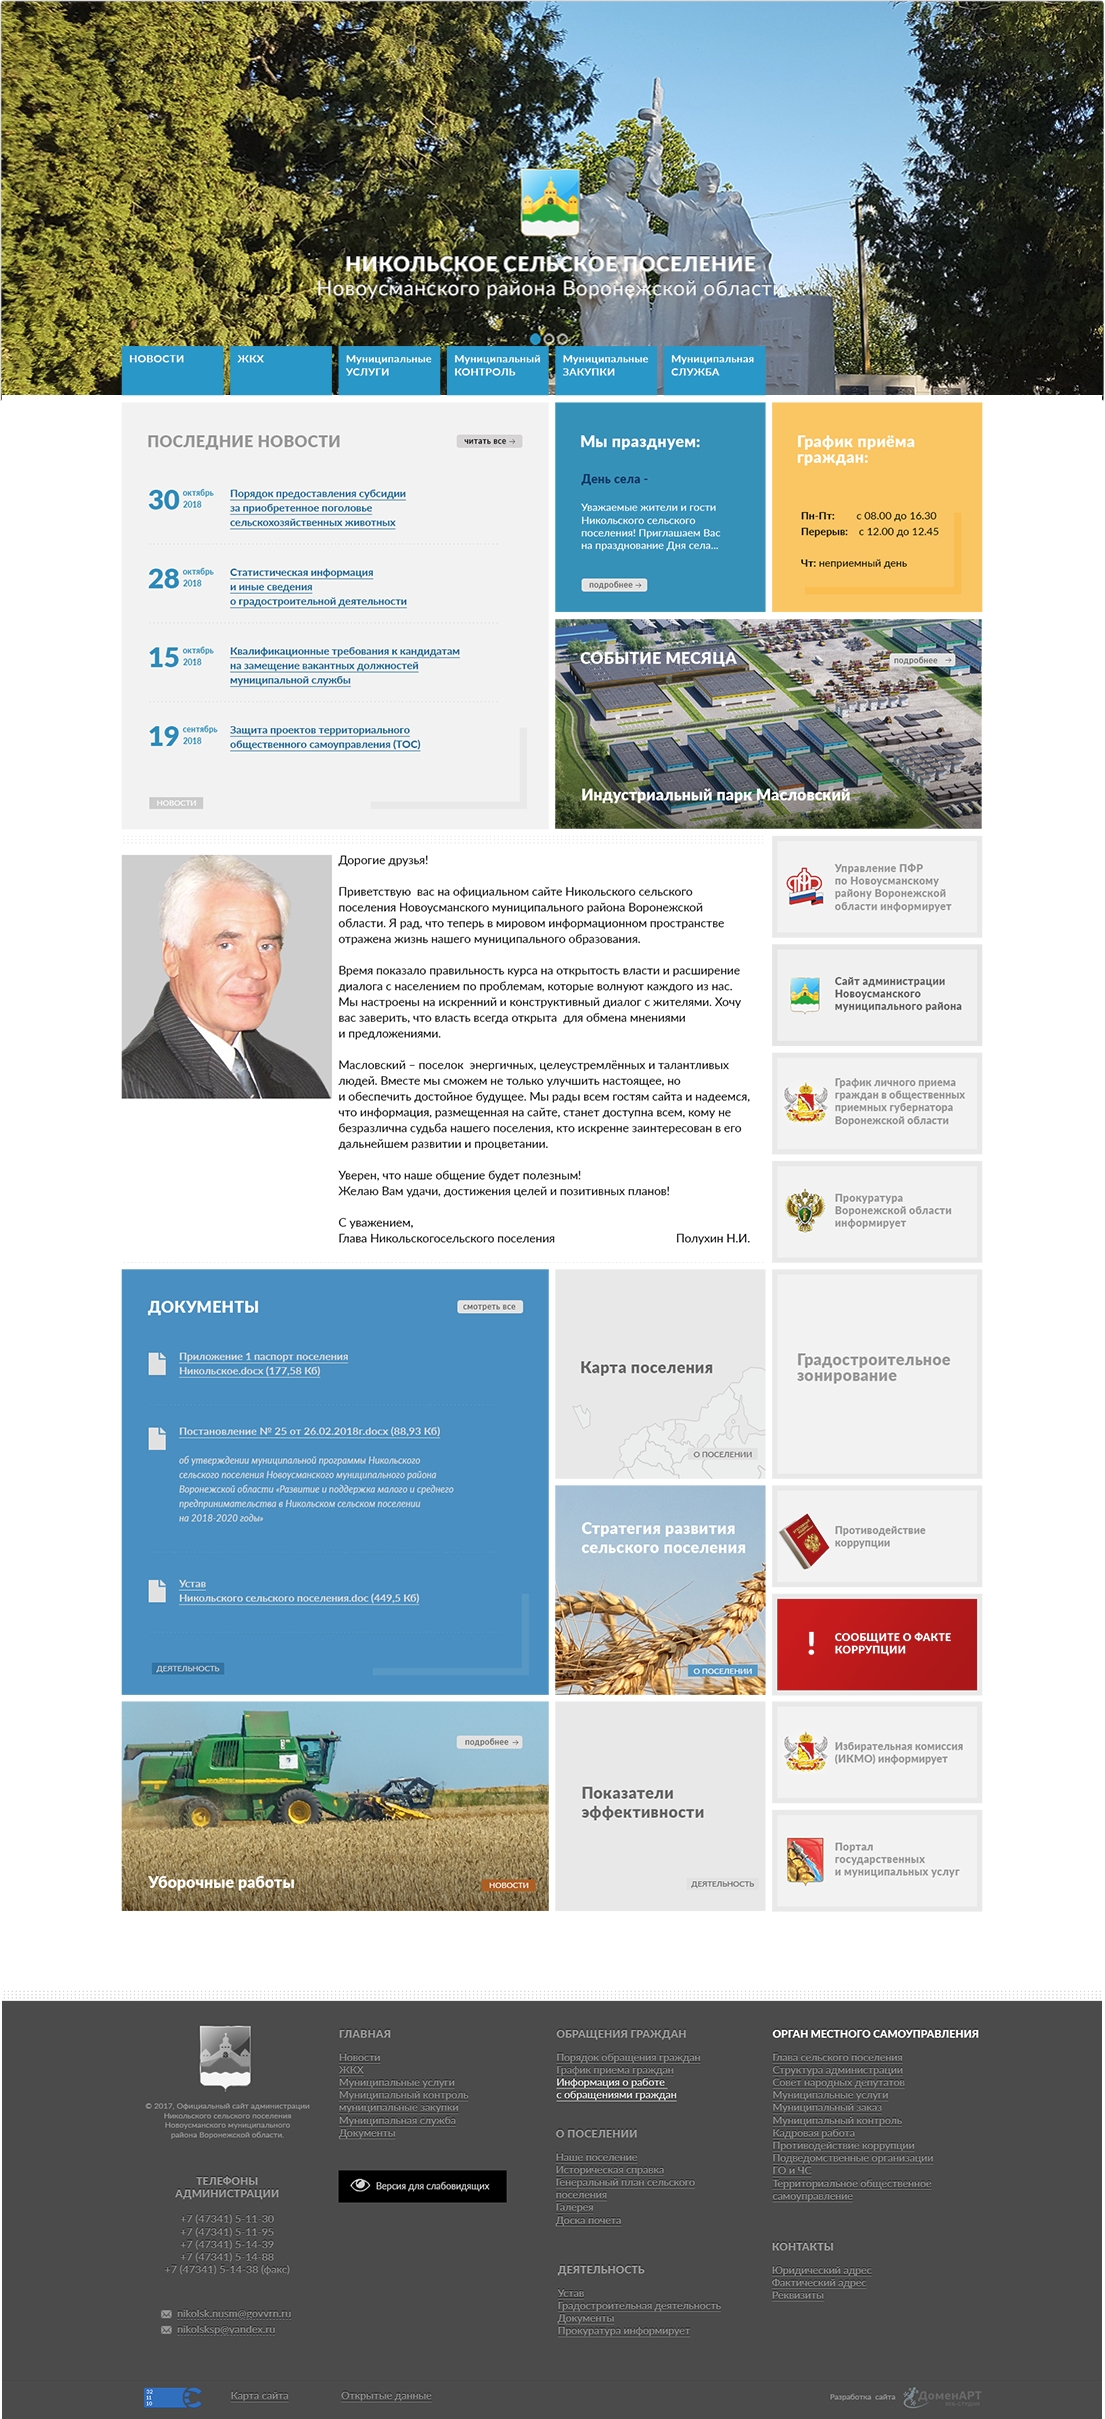 НИКОЛЬСКОЕ СЕЛЬСКОЕ ПОСЕЛЕНИЕ
Новоусманского района Воронежской области
НОВОСТИ
ЖКХ
Муниципальные
УСЛУГИ
Муниципальный
КОНТРОЛЬ
Муниципальные
ЗАКУПКИ
Муниципальная
СЛУЖБА
ПОСЛЕДНИЕ НОВОСТИ
читать все →
30 октябрь
2018
Порядок предоставления субсидии
за приобретенное поголовье
сельскохозяйственных животных
28 октябрь
2018
Статистическая информация
и иные сведения
о градостроительной деятельности
15 октябрь
2018
Квалификационные требования к кандидатам
на замещение вакантных должностей
муниципальной службы
19 сентябрь
2018
Защита проектов территориального
общественного самоуправления (ТОС)
НОВОСТИ
Мы празднуем:
День села -
Уважаемые жители и гости
Никольского сельского
поселения! Приглашаем Вас
на празднование Дня села...
подробнее →
График приёма
граждан:
Пн-Пт: с 08.00 до 16.30
Перерыв: с 12.00 до 12.45
Чт: неприемный день
СОБЫТИЕ МЕСЯЦА
подробнее →
Индустриальный парк Масловский
Дорогие друзья!
Приветствую  вас на официальном сайте Никольского сельского
поселения Новоусманского муниципального района Воронежской
области. Я рад, что теперь в мировом информационном пространстве
отражена жизнь нашего муниципального образования.
Время показало правильность курса на открытость власти и расширение
диалога с населением по проблемам, которые волнуют каждого из нас.
Мы настроены на искренний и конструктивный диалог с жителями. Хочу
вас заверить, что власть всегда открыта  для обмена мнениями
и предложениями.
Масловский – поселок  энергичных, целеустремлённых и талантливых
людей. Вместе мы сможем не только улучшить настоящее, но
и обеспечить достойное будущее. Мы рады всем гостям сайта и надеемся,
что информация, размещенная на сайте, станет доступна всем, кому не
безразлична судьба нашего поселения, кто искренне заинтересован в его
дальнейшем развитии и процветании.
Уверен, что наше общение будет полезным!
Желаю Вам удачи, достижения целей и позитивных планов!
С уважением,
Глава Никольскогосельского поселения Полухин Н.И.
Управление ПФР
по Новоусманскому
району Воронежской
области информирует
Сайт администрации
Новоусманского
муниципального района
График личного приема
граждан в общественных
приемных губернатора
Воронежской области
Прокуратура
Воронежской области
информирует
ДОКУМЕНТЫ
смотреть все
Приложение 1 паспорт поселения
Никольское.docx (177,58 Кб)
Постановление № 25 от 26.02.2018г.docx (88,93 Кб)
об утверждении муниципальной программы Никольского
сельского поселения Новоусманского муниципального района
Воронежской области «Развитие и поддержка малого и среднего
предпринимательства в Никольском сельском поселении
на 2018-2020 годы»
Устав
Никольского сельского поселения.doc (449,5 Кб)
ДЕЯТЕЛЬНОСТЬ
Карта поселения
О ПОСЕЛЕНИИ
Градостроительное
зонирование
Стратегия развития
сельского поселения
О ПОСЕЛЕНИИ
Противодействие
коррупции
! СООБЩИТЕ О ФАКТЕ
КОРРУПЦИИ
подробнее →
Уборочные работы
НОВОСТИ
Показатели
эффективности
ДЕЯТЕЛЬНОСТЬ
Избирательная комиссия
(ИКМО) информирует
Портал
государственных
и муниципальных услуг
© 2017, Официальный сайт администрации
Никольского сельского поселения
Новоусманского муниципального
района Воронежской области.
ТЕЛЕФОНЫ
АДМИНИСТРАЦИИ
+7 (47341) 5-11-30
+7 (47341) 5-11-95
+7 (47341) 5-14-39
+7 (47341) 5-14-88
+7 (47341) 5-14-38 (факс)
nikolsk.nusm@govvrn.ru
nikolsksp@yandex.ru
ГЛАВНАЯ
Новости
ЖКХ
Муниципальные услуги
Муниципальный контроль
муниципальные закупки
Муниципальная служба
Документы
Версия для слабовидящих
ОБРАЩЕНИЯ ГРАЖДАН
Порядок обращения граждан
График приема граждан
Информация о работе
с обращениями граждан
О ПОСЕЛЕНИИ
Наше поселение
Историческая справка
Генеральный план сельского
поселения
Галерея
Доска почета
ДЕЯТЕЛЬНОСТЬ
Устав
Градостроительная деятельность
Документы
Прокуратура информирует
ОРГАН МЕСТНОГО САМОУПРАВЛЕНИЯ
Глава сельского поселения
Структура администрации
Совет народных депутатов
Муниципальные услуги
Муниципальный заказ
Муниципальный контроль
Кадровая работа
Противодействие коррупции
Подведомственные организации
ГО и ЧС
Территориальное общественное
самоуправление
КОНТАКТЫ
Юридический адрес
Фактический адрес
Реквизиты
32
11
10
Карта сайта
Открытые данные
Разработка сайта
ДоменАРТ